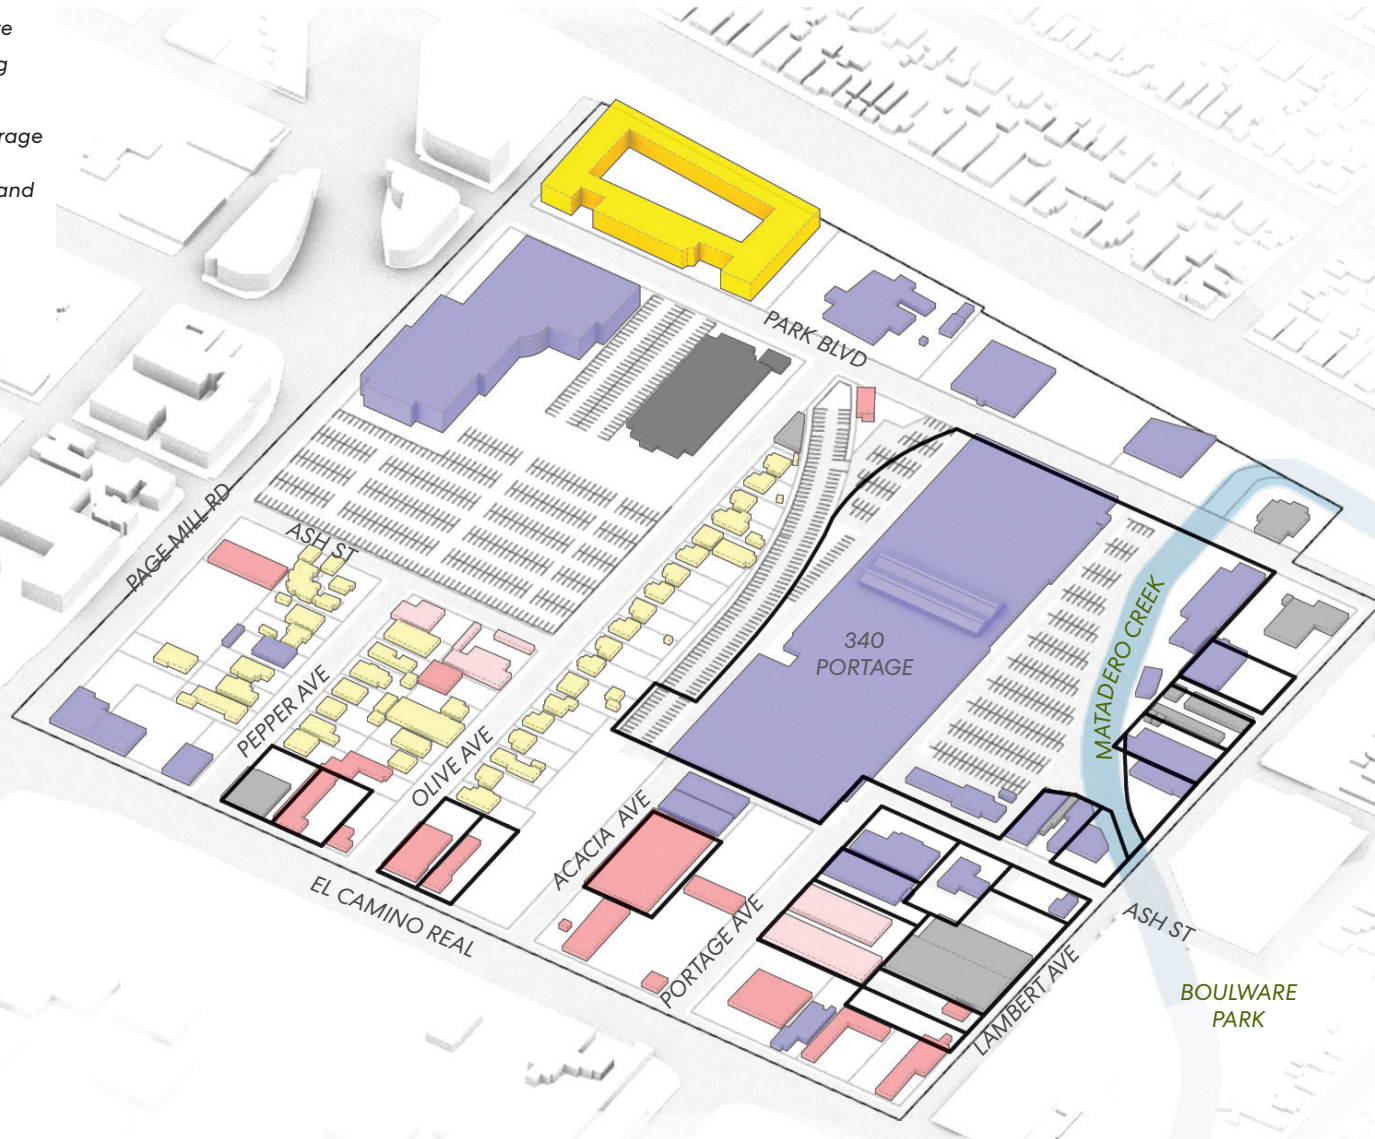 and
PARK BLVD
PAGE MILL RD
ASH ST
340
PORTAGE
MATADERO CREEK
PEPPER AVE
OLIVE AVE
ACACIA AVE
EL CAMINO REAL
PORTAGE AVE
ASH ST
LAMBERT AVE
BOULWARE
PARK